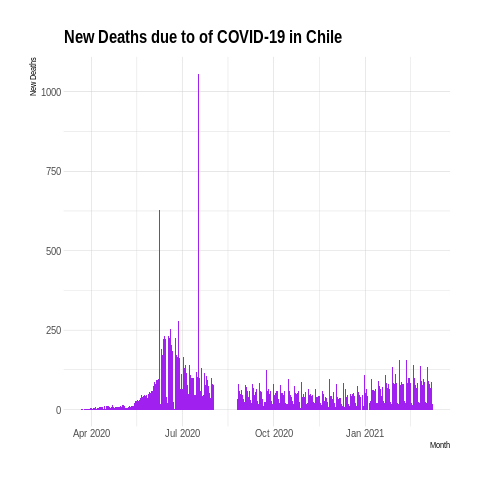 New Deaths due to of COVID-19 in Chile
New Deaths
1000
750
500
250
0
Apr 2020
Jul 2020
Oct 2020
Jan 2021
Month